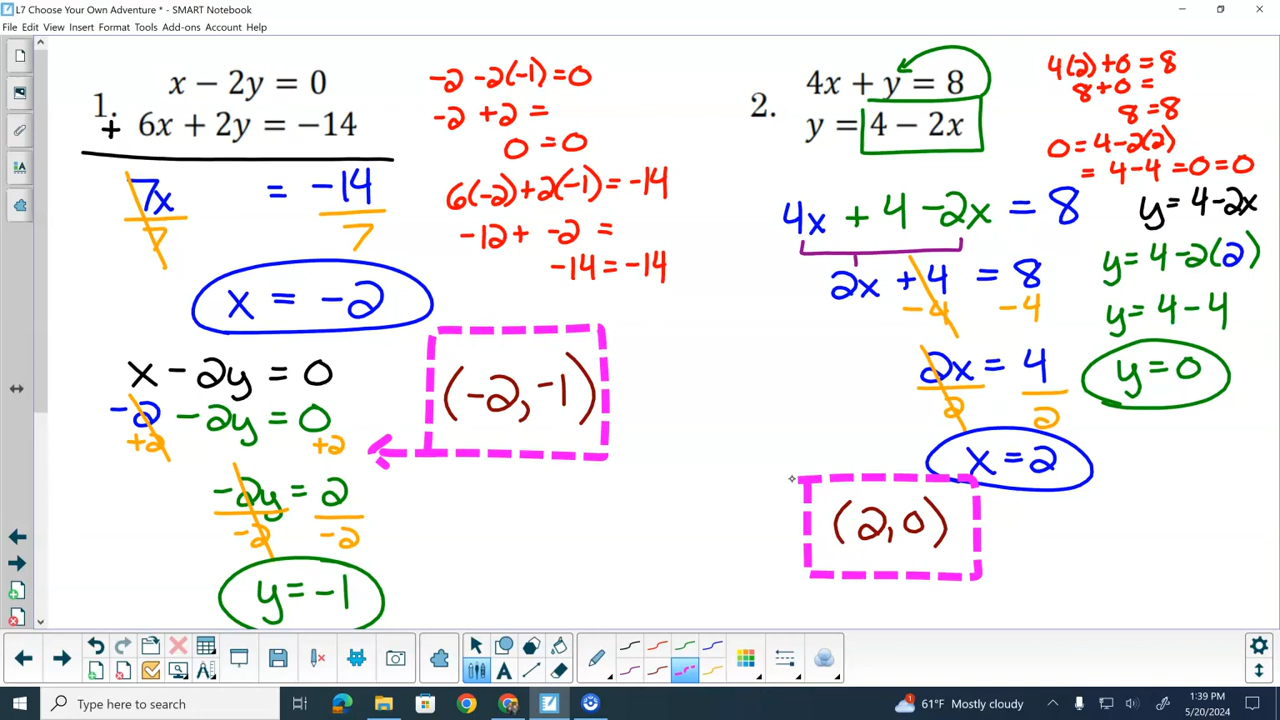 L7 Choose Your Own Adventure * - SMART Notebook
File Edit View Insert Format Tools Add-ons Account Help
1.
x − 2y = 0
+ 6x + 2y = −14
7x = -14
7 7
x = -2
x - 2y = 0
-2 - 2y = 0
+2 +2
-2y = 2
-2 -2
y = -1
-2 -2(-1) = 0
-2 + 2 =
0 = 0
6(-2)+2(-1) = -14
-12 + -2 =
-14 = -14
(-2, -1)
2.
4x + y = 8
y = 4 − 2x
4x + 4 - 2x = 8
2x + 4 = 8
-4 -4
2x = 4
2 2
x = 2
(2, 0)
4(2) + 0 = 8
8 + 0 =
8 = 8
0 = 4 - 2(2)
= 4 - 4 = 0 = 0
y = 4 - 2x
y = 4 - 2(2)
y = 4 - 4
y = 0
A
Type here to search
61°F Mostly cloudy
1:39 PM
5/20/2024